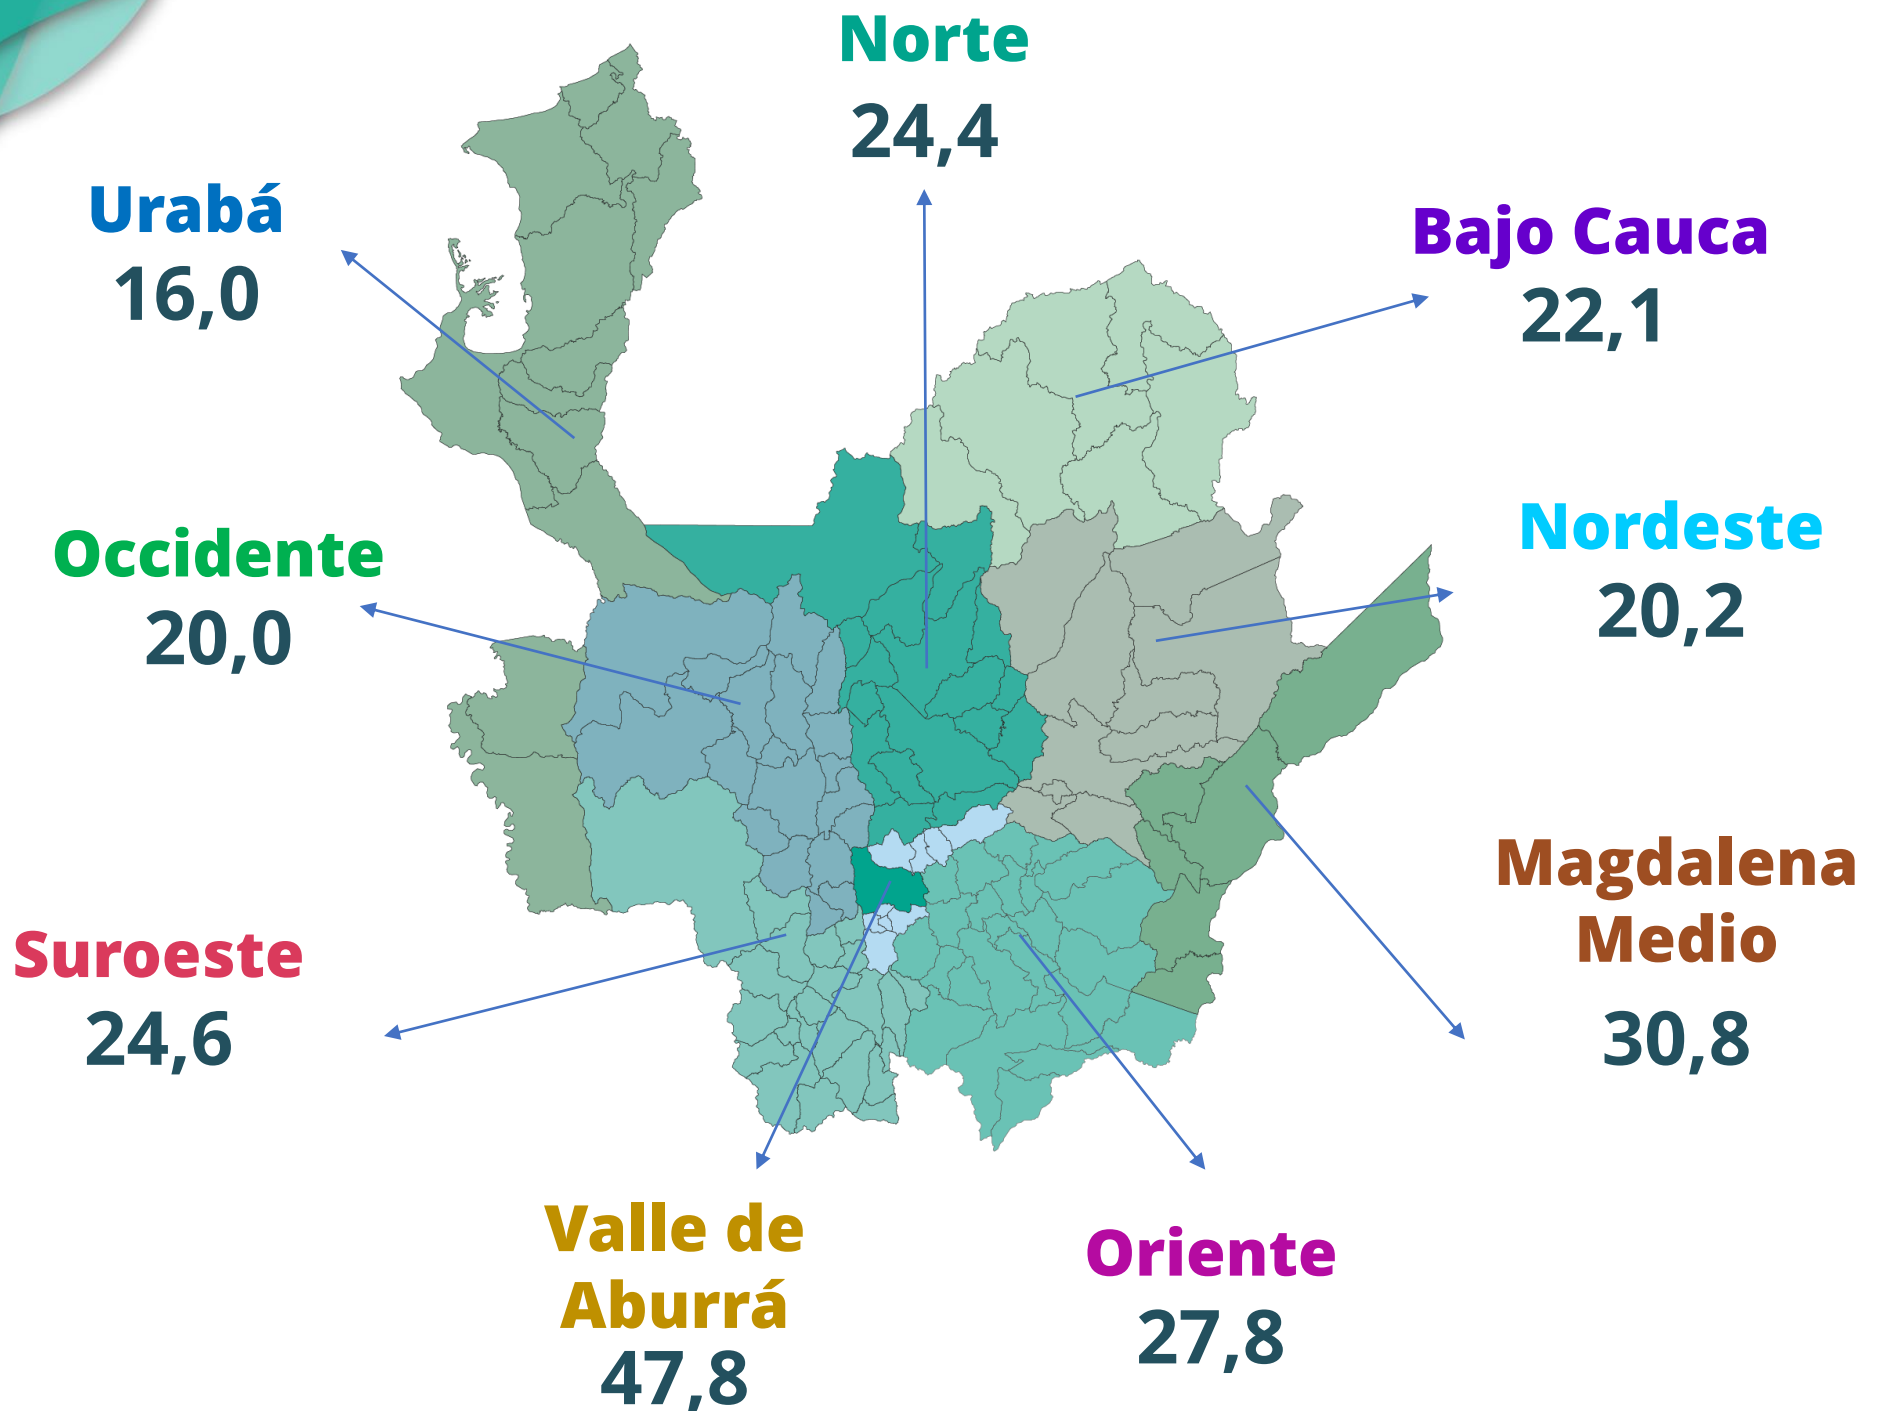 Norte
24,4
Urabá
16,0
Bajo Cauca
22,1
Occidente
20,0
Nordeste
20,2
Magdalena
Medio
30,8
Suroeste
24,6
Valle de
Aburrá
47,8
Oriente
27,8